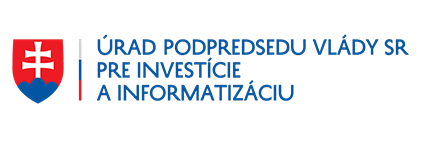 ÚRAD PODPREDSEDU VLÁDY SR
PRE INVESTÍCIE
A INFORMATIZÁCIU